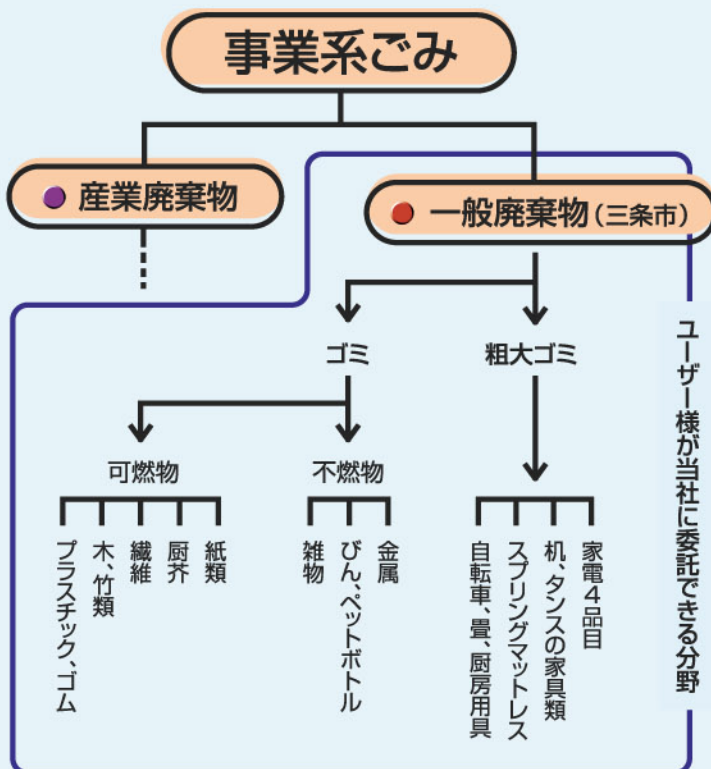 事業系ごみ
産業廃棄物
一般廃棄物（三条市）
ゴミ
粗大ゴミ
可燃物
不燃物
紙類
厨芥
繊維
木、竹類
プラスチック、ゴム
金属
びん、ペットボトル
雑物
家電4品目
机、タンスの家具類
スプリングマットレス
自転車、畳、厨房用具
ユーザー様が当社に委託できる分野